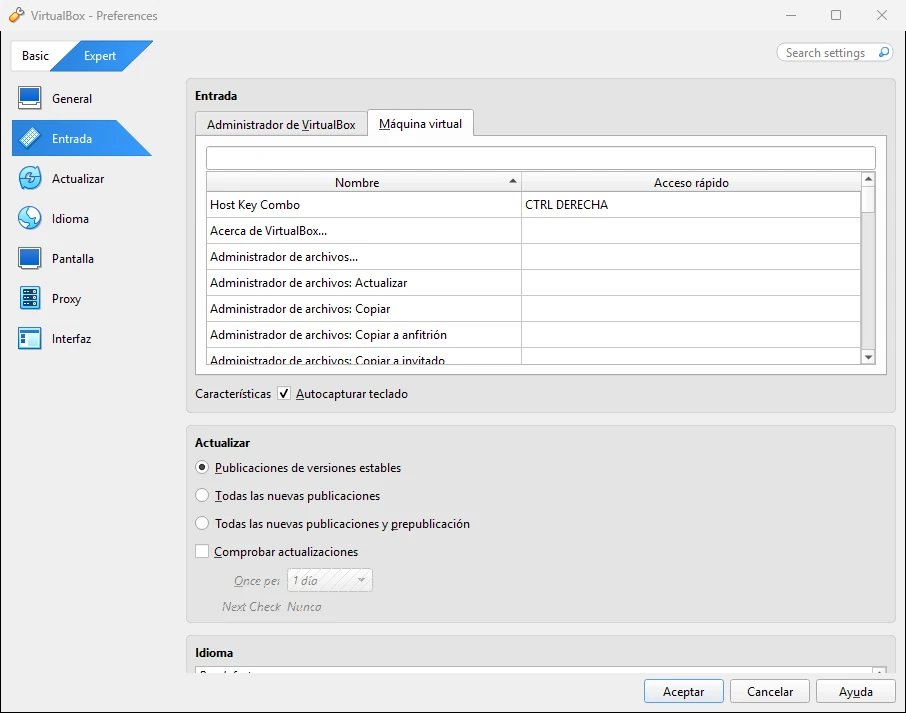 VirtualBox - Preferences
Basic
Expert
Search settings
General
Entrada
Actualizar
Idioma
Pantalla
Proxy
Interfaz
Entrada
Administrador de VirtualBox
Máquina virtual
Nombre
Acceso rápido
Host Key Combo
CTRL DERECHA
Acerca de VirtualBox...
Administrador de archivos...
Administrador de archivos: Actualizar
Administrador de archivos: Copiar
Administrador de archivos: Copiar a anfitrión
Administrador de archivos: Copiar a invitado
Características
Autocapturar teclado
Actualizar
Publicaciones de versiones estables
Todas las nuevas publicaciones
Todas las nuevas publicaciones y prepublicación
Comprobar actualizaciones
Once per
1 día
Next Check Nunca
Idioma
Aceptar
Cancelar
Ayuda